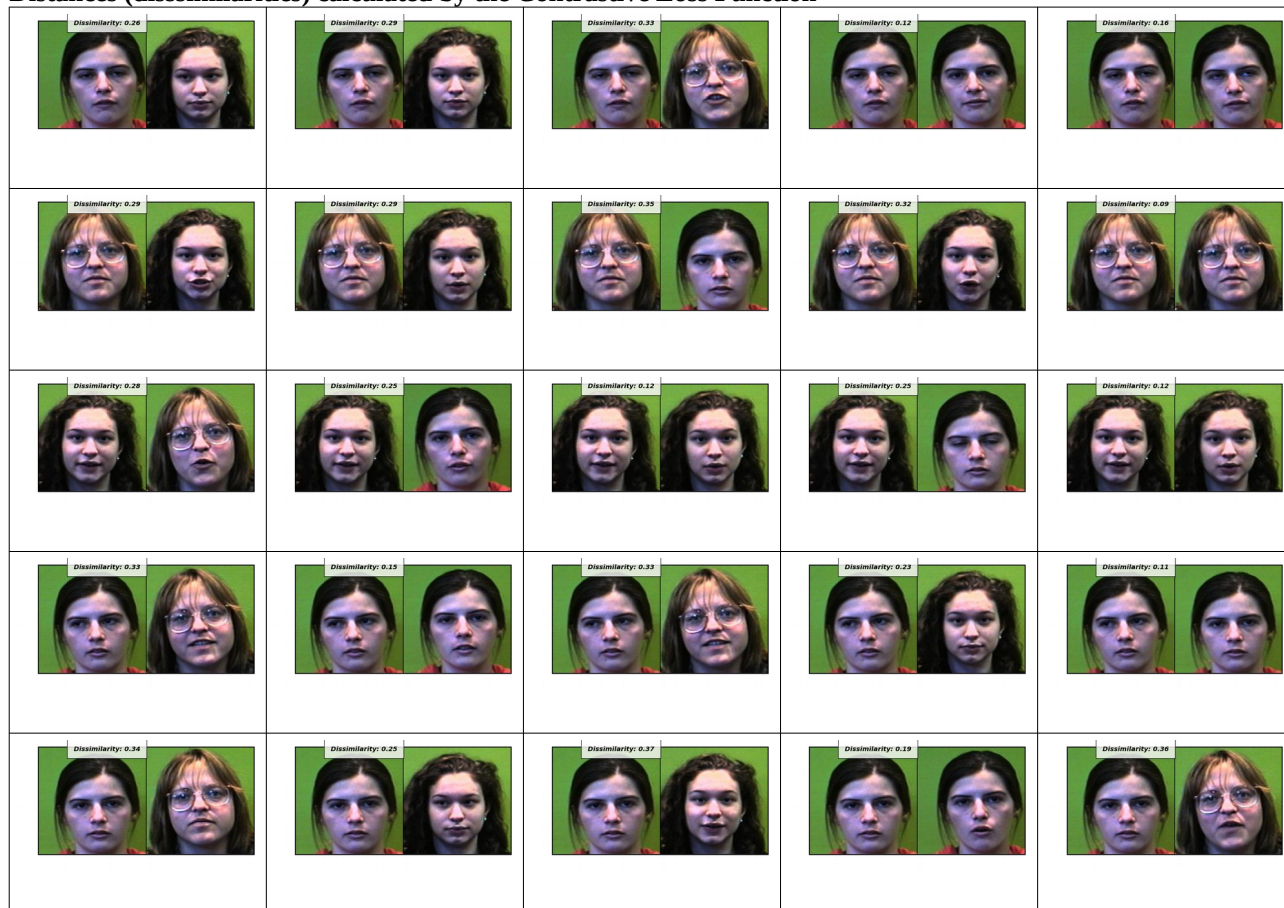 Distances (dissimilarities) calculated by the Contrastive Loss Function
Dissimilarity: 0.26
Dissimilarity: 0.29
Dissimilarity: 0.33
Dissimilarity: 0.12
Dissimilarity: 0.16
Dissimilarity: 0.29
Dissimilarity: 0.29
Dissimilarity: 0.35
Dissimilarity: 0.32
Dissimilarity: 0.09
Dissimilarity: 0.28
Dissimilarity: 0.25
Dissimilarity: 0.12
Dissimilarity: 0.25
Dissimilarity: 0.12
Dissimilarity: 0.33
Dissimilarity: 0.15
Dissimilarity: 0.33
Dissimilarity: 0.23
Dissimilarity: 0.11
Dissimilarity: 0.34
Dissimilarity: 0.25
Dissimilarity: 0.37
Dissimilarity: 0.19
Dissimilarity: 0.36